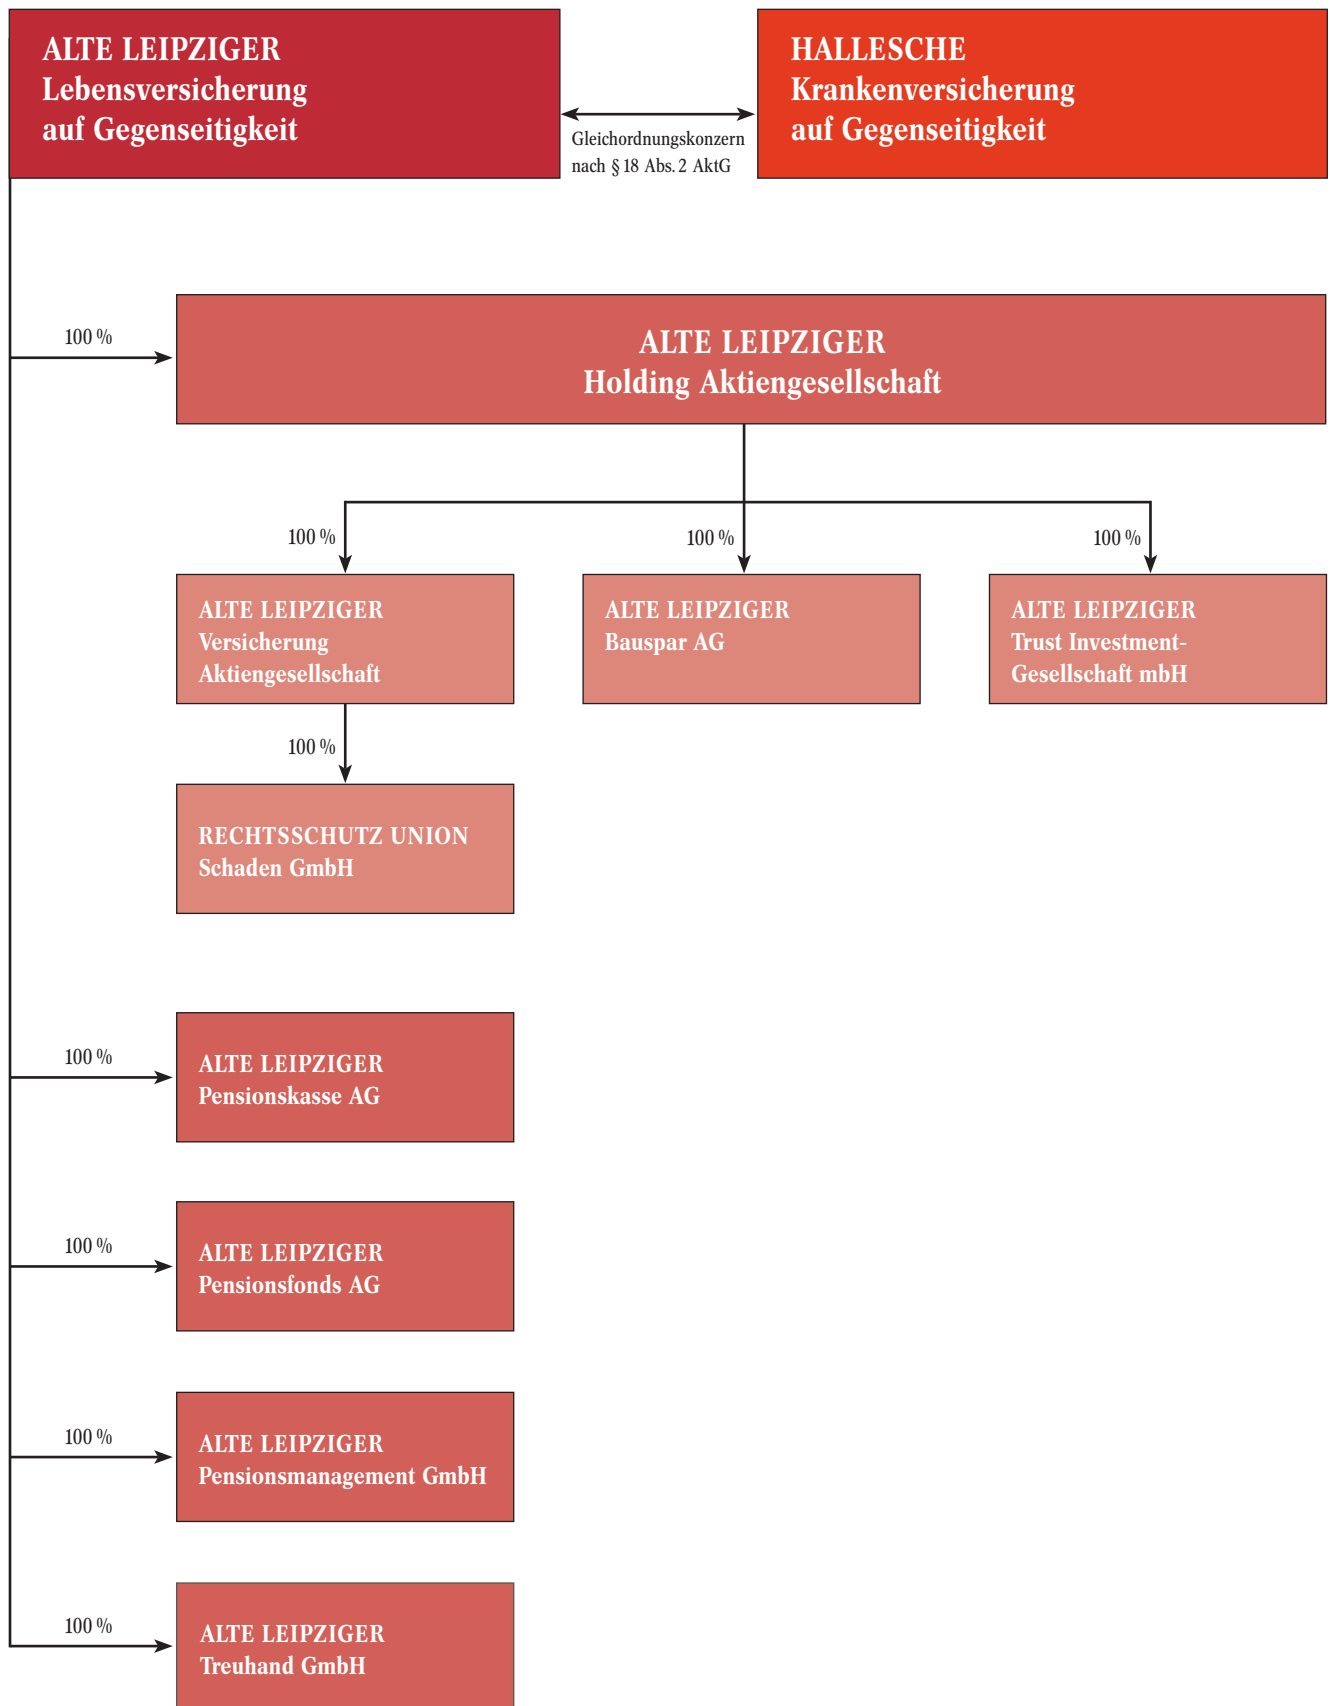 ALTE LEIPZIGER
Lebensversicherung
auf Gegenseitigkeit
Gleichordnungskonzern
nach § 18 Abs. 2 AktG
HALLESCHE
Krankenversicherung
auf Gegenseitigkeit
100 %
ALTE LEIPZIGER
Holding Aktiengesellschaft
100 %
100 %
100 %
ALTE LEIPZIGER
Versicherung
Aktiengesellschaft
ALTE LEIPZIGER
Bauspar AG
ALTE LEIPZIGER
Trust Investment-
Gesellschaft mbH
100 %
RECHTSSCHUTZ UNION
Schaden GmbH
100 %
ALTE LEIPZIGER
Pensionskasse AG
100 %
ALTE LEIPZIGER
Pensionsfonds AG
100 %
ALTE LEIPZIGER
Pensionsmanagement GmbH
100 %
ALTE LEIPZIGER
Treuhand GmbH